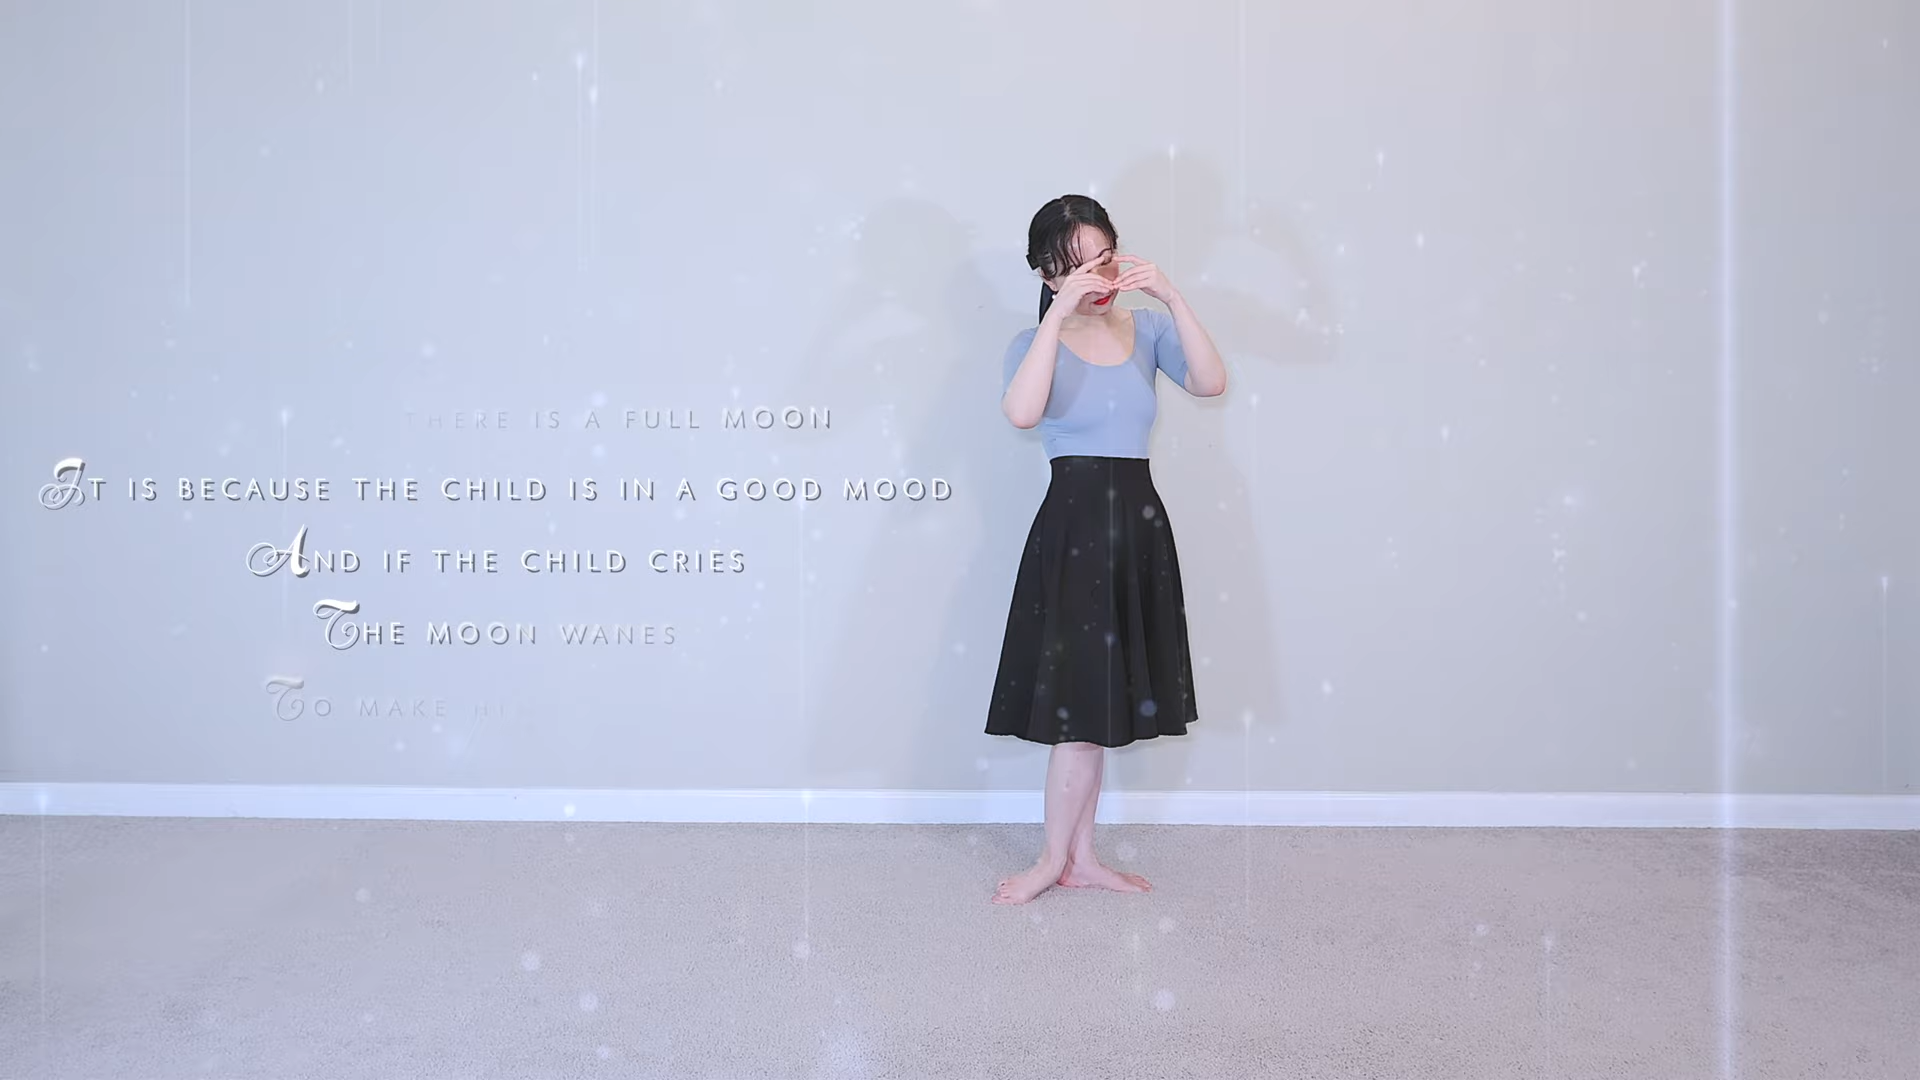 THERE IS A FULL MOON
IT IS BECAUSE THE CHILD IS IN A GOOD MOOD
AND IF THE CHILD CRIES
THE MOON WANES
TO MAKE